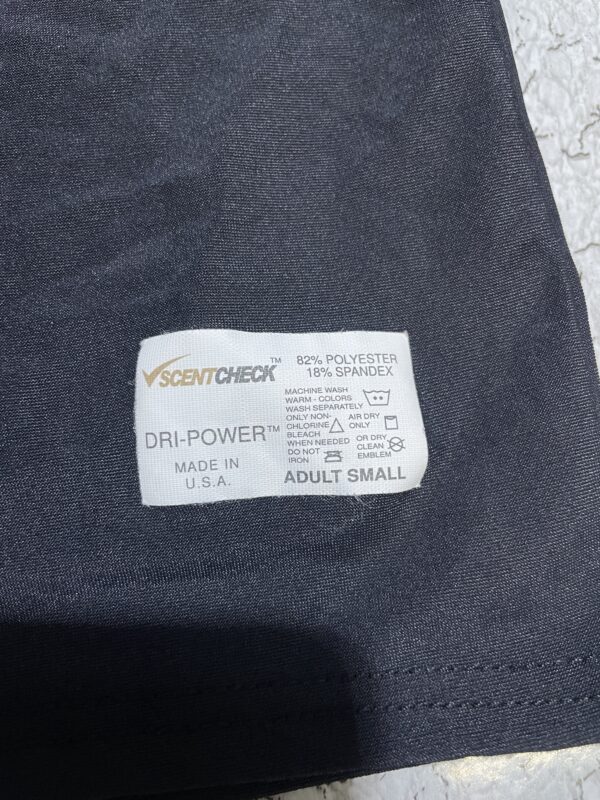 SCENTCHECK™
DRI-POWER™
MADE IN
U.S.A.
82% POLYESTER
18% SPANDEX
MACHINE WASH
WARM - COLORS
WASH SEPARATELY
ONLY NON- AIR DRY
CHLORINE ONLY
BLEACH
WHEN NEEDED OR DRY
DO NOT CLEAN
IRON EMBLEM
ADULT SMALL